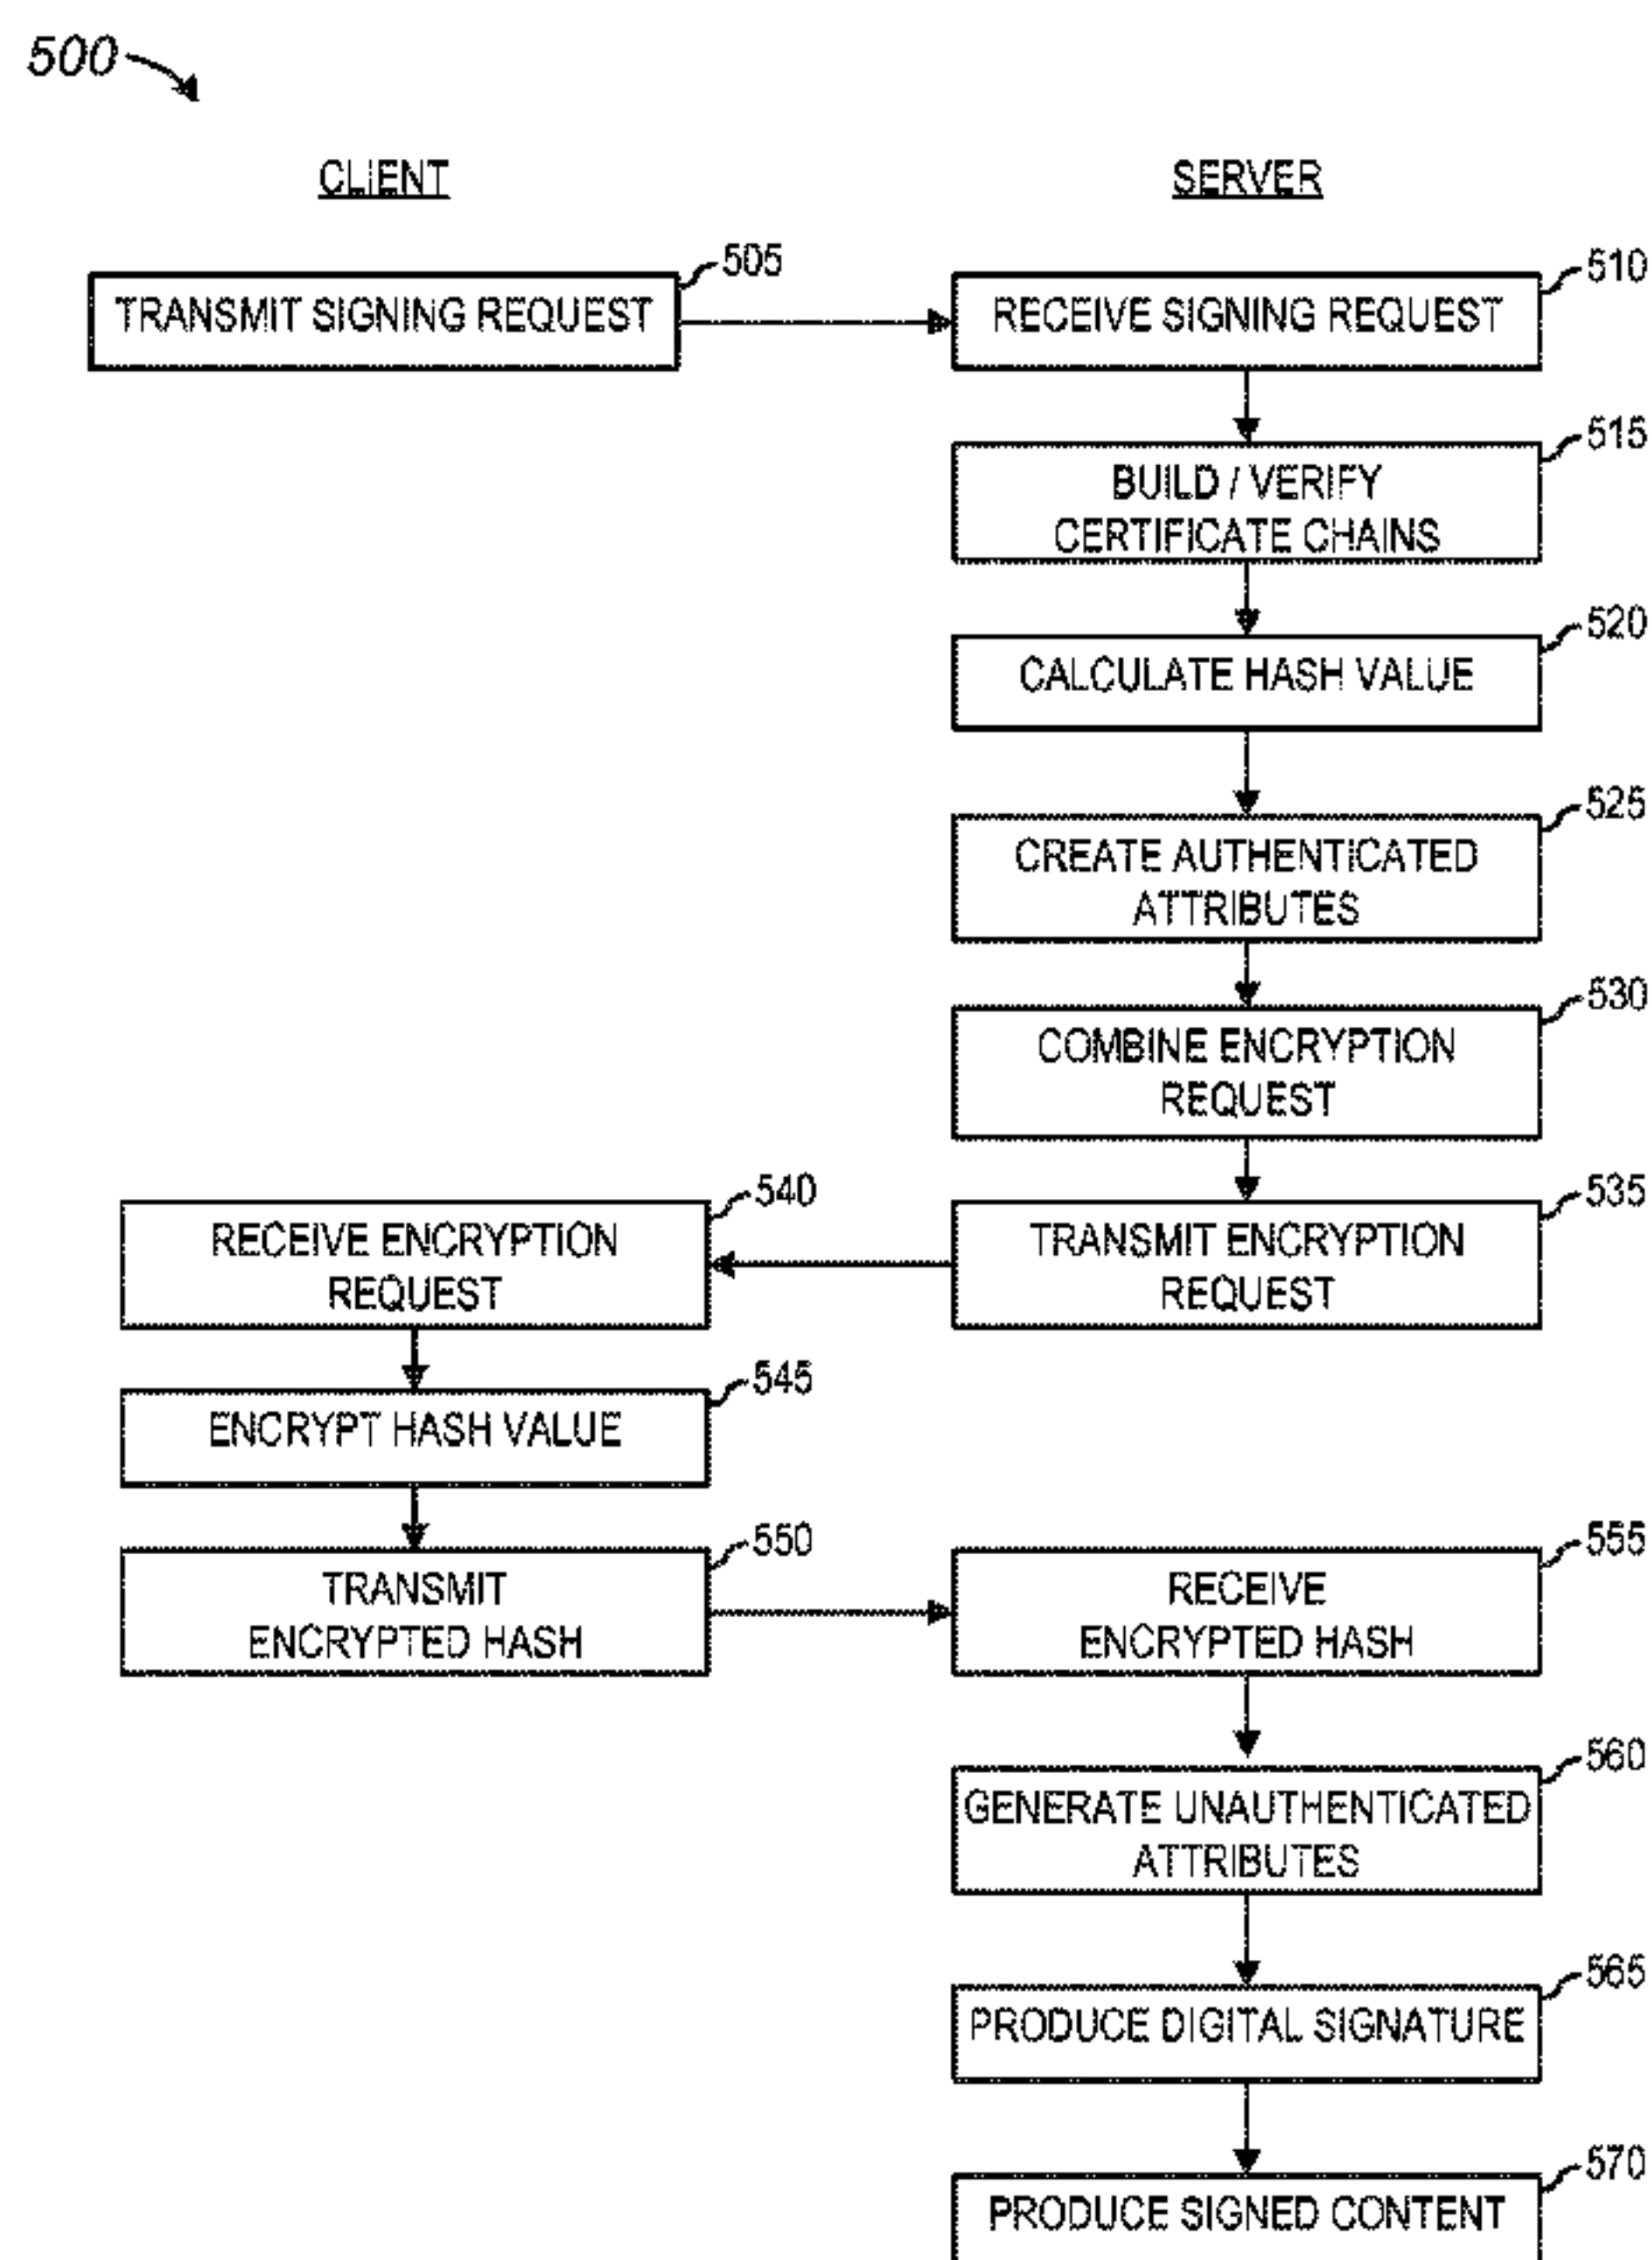 500
CLIENT
SERVER
505
TRANSMIT SIGNING REQUEST
510
RECEIVE SIGNING REQUEST
515
BUILD / VERIFY
CERTIFICATE CHAINS
520
CALCULATE HASH VALUE
525
CREATE AUTHENTICATED
ATTRIBUTES
530
COMBINE ENCRYPTION
REQUEST
535
TRANSMIT ENCRYPTION
REQUEST
540
RECEIVE ENCRYPTION
REQUEST
545
ENCRYPT HASH VALUE
550
TRANSMIT
ENCRYPTED HASH
555
RECEIVE
ENCRYPTED HASH
560
GENERATE UNAUTHENTICATED
ATTRIBUTES
565
PRODUCE DIGITAL SIGNATURE
570
PRODUCE SIGNED CONTENT